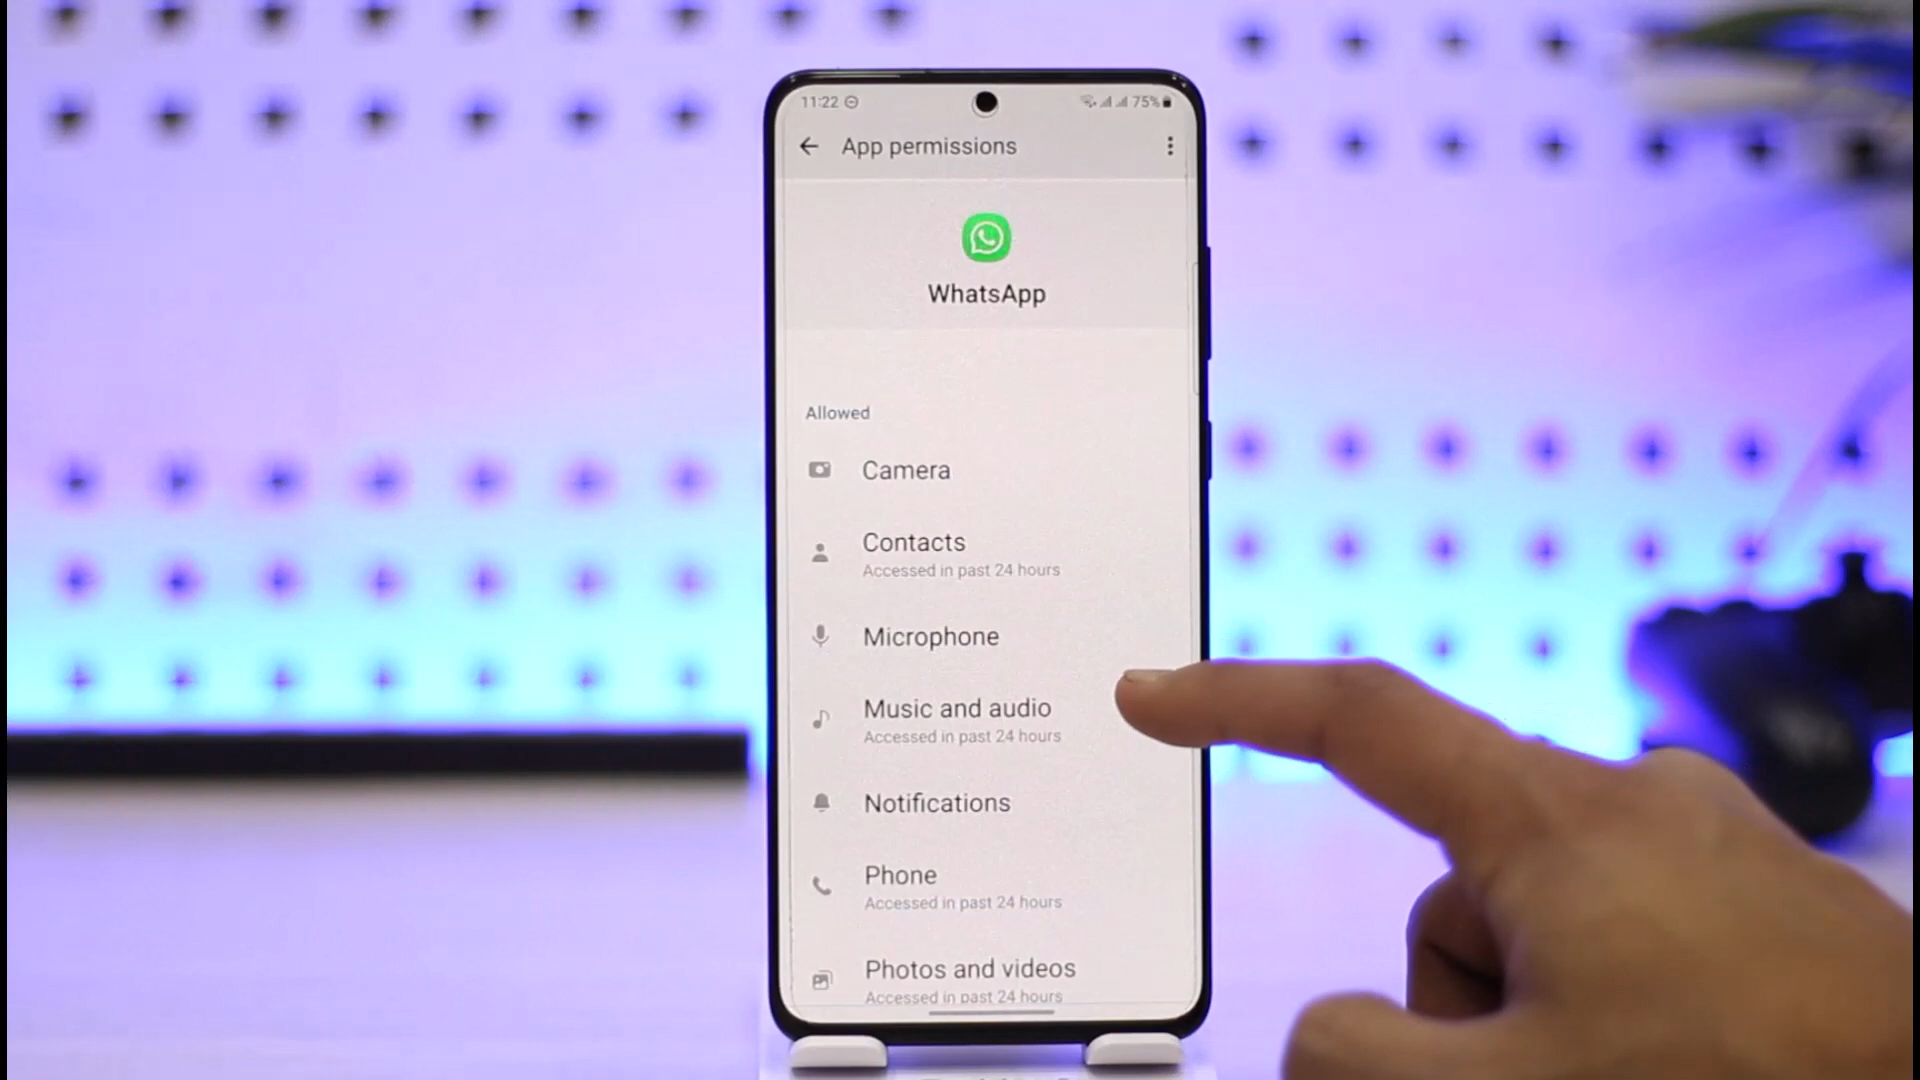 11:22 75%
App permissions
WhatsApp
Allowed
Camera
Contacts
Accessed in past 24 hours
Microphone
Music and audio
Accessed in past 24 hours
Notifications
Phone
Accessed in past 24 hours
Photos and videos
Accessed in past 24 hours